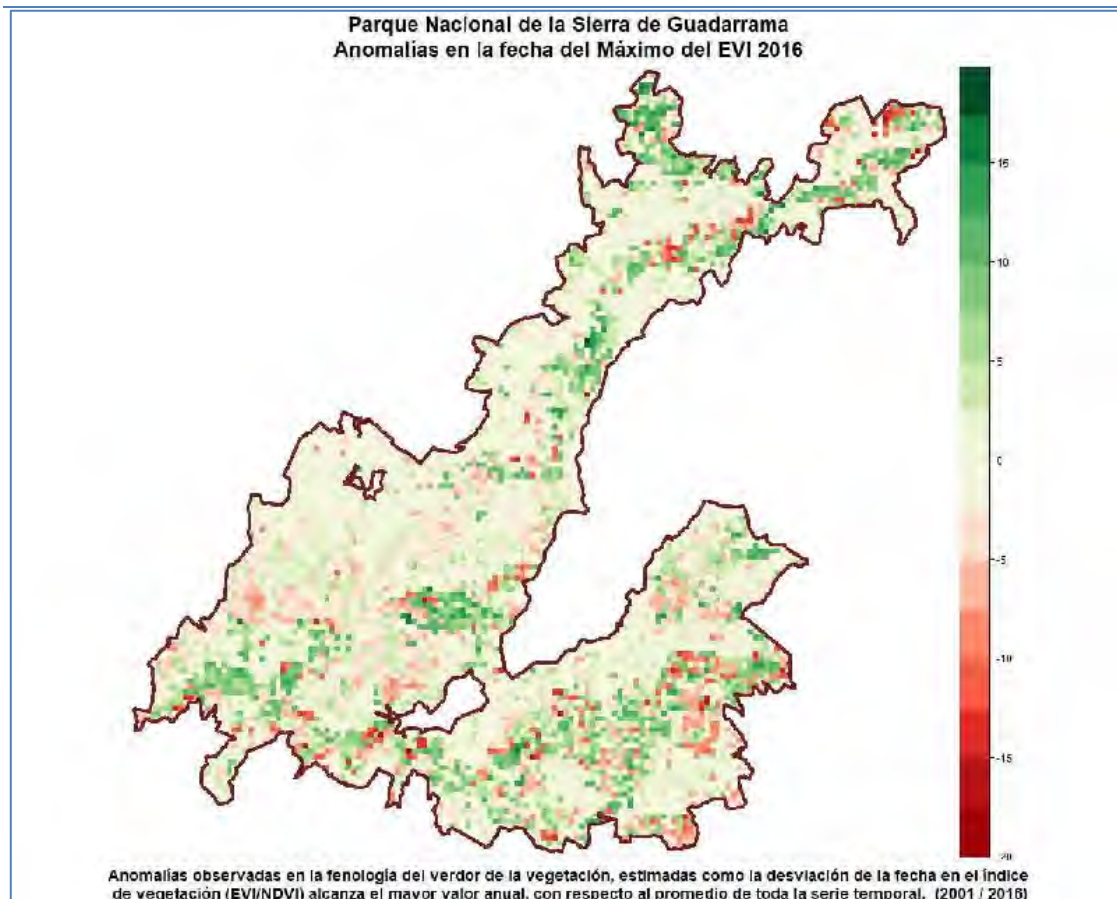 Parque Nacional de la Sierra de Guadarrama
Anomalías en la fecha del Máximo del EVI 2016
15
10
5
0
-5
-10
-15
-20
Anomalías observadas en la fenología del verdor de la vegetación, estimadas como la desviación de la fecha en el índice
de vegetación (EVI/NDVI) alcanza el mayor valor anual, con respecto al promedio de toda la serie temporal. (2001 / 2016)